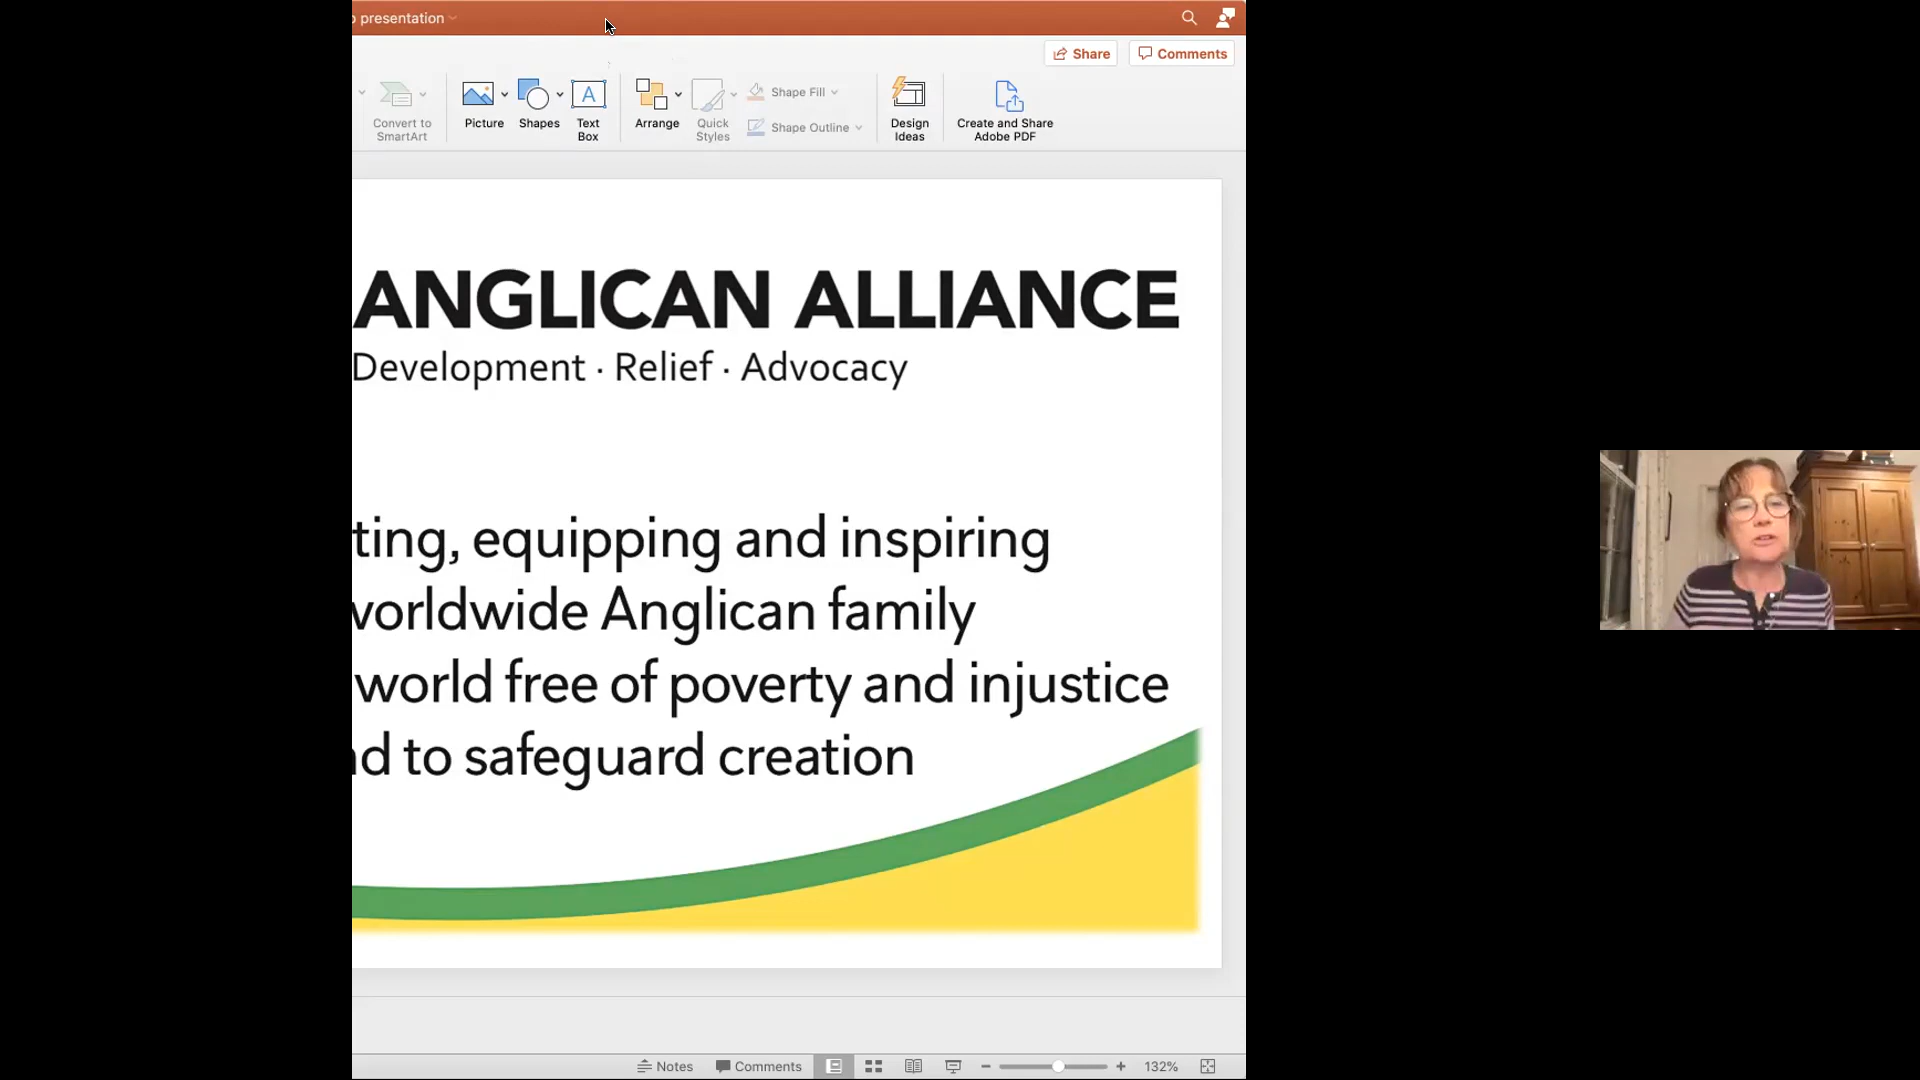 presentation
Share
Comments
Convert to
SmartArt
Picture
Shapes
Text
Box
Arrange
Quick
Styles
Shape Fill
Shape Outline
Design
Ideas
Create and Share
Adobe PDF
ANGLICAN ALLIANCE
Development · Relief · Advocacy
ting, equipping and inspiring
worldwide Anglican family
world free of poverty and injustice
nd to safeguard creation
Notes
Comments
132%